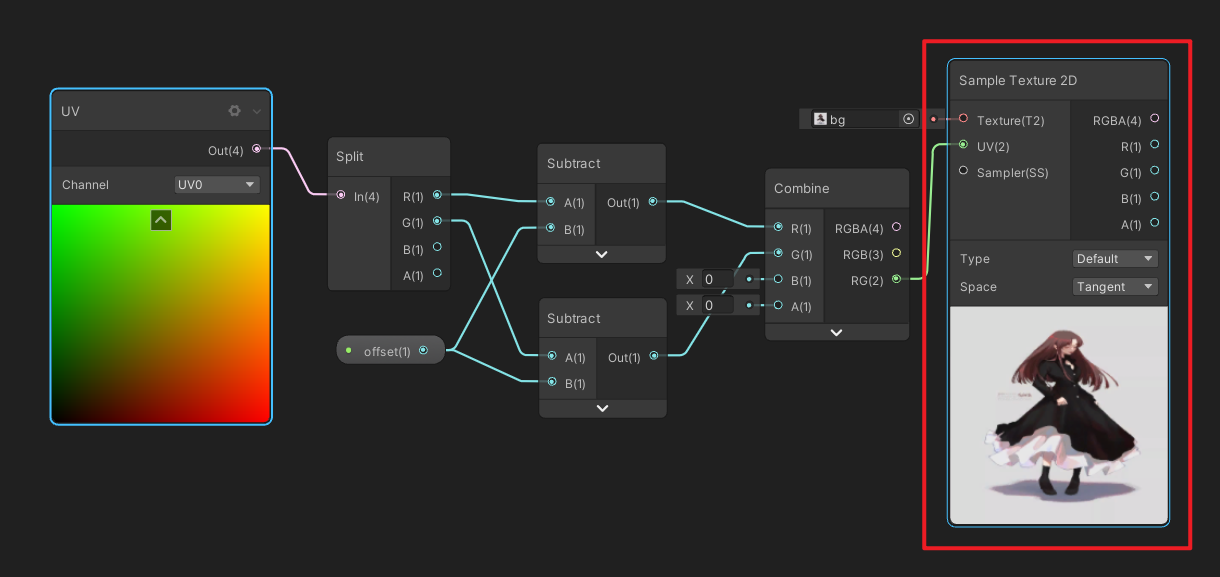 UV
Out(4)
Channel
UV0
Split
In(4)
R(1)
G(1)
B(1)
A(1)
offset(1)
Subtract
A(1)
Out(1)
B(1)
Subtract
A(1)
Out(1)
B(1)
X 0
X 0
Combine
R(1)
RGBA(4)
G(1)
RGB(3)
B(1)
RG(2)
A(1)
bg
Sample Texture 2D
Texture(T2)
RGBA(4)
UV(2)
R(1)
Sampler(SS)
G(1)
B(1)
A(1)
Type
Default
Space
Tangent